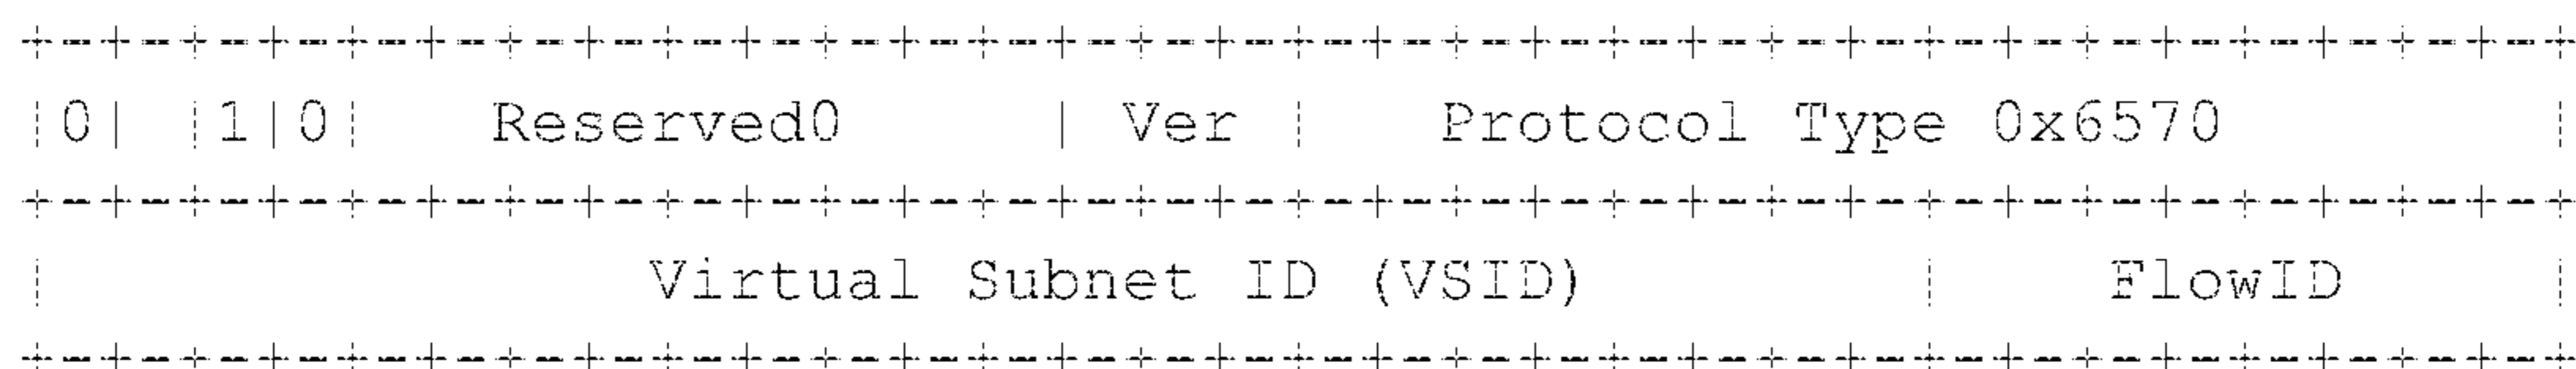 +-+-+-+-+-+-+-+-+-+-+-+-+-+-+-+-+-+-+-+-+-+-+-+-+-+-+-+-+-+-+-+-+
|0| |1|0|   Reserved0     | Ver |   Protocol Type 0x6570        |
+-+-+-+-+-+-+-+-+-+-+-+-+-+-+-+-+-+-+-+-+-+-+-+-+-+-+-+-+-+-+-+-+
|               Virtual Subnet ID (VSID)        |     FlowID    |
+-+-+-+-+-+-+-+-+-+-+-+-+-+-+-+-+-+-+-+-+-+-+-+-+-+-+-+-+-+-+-+-+